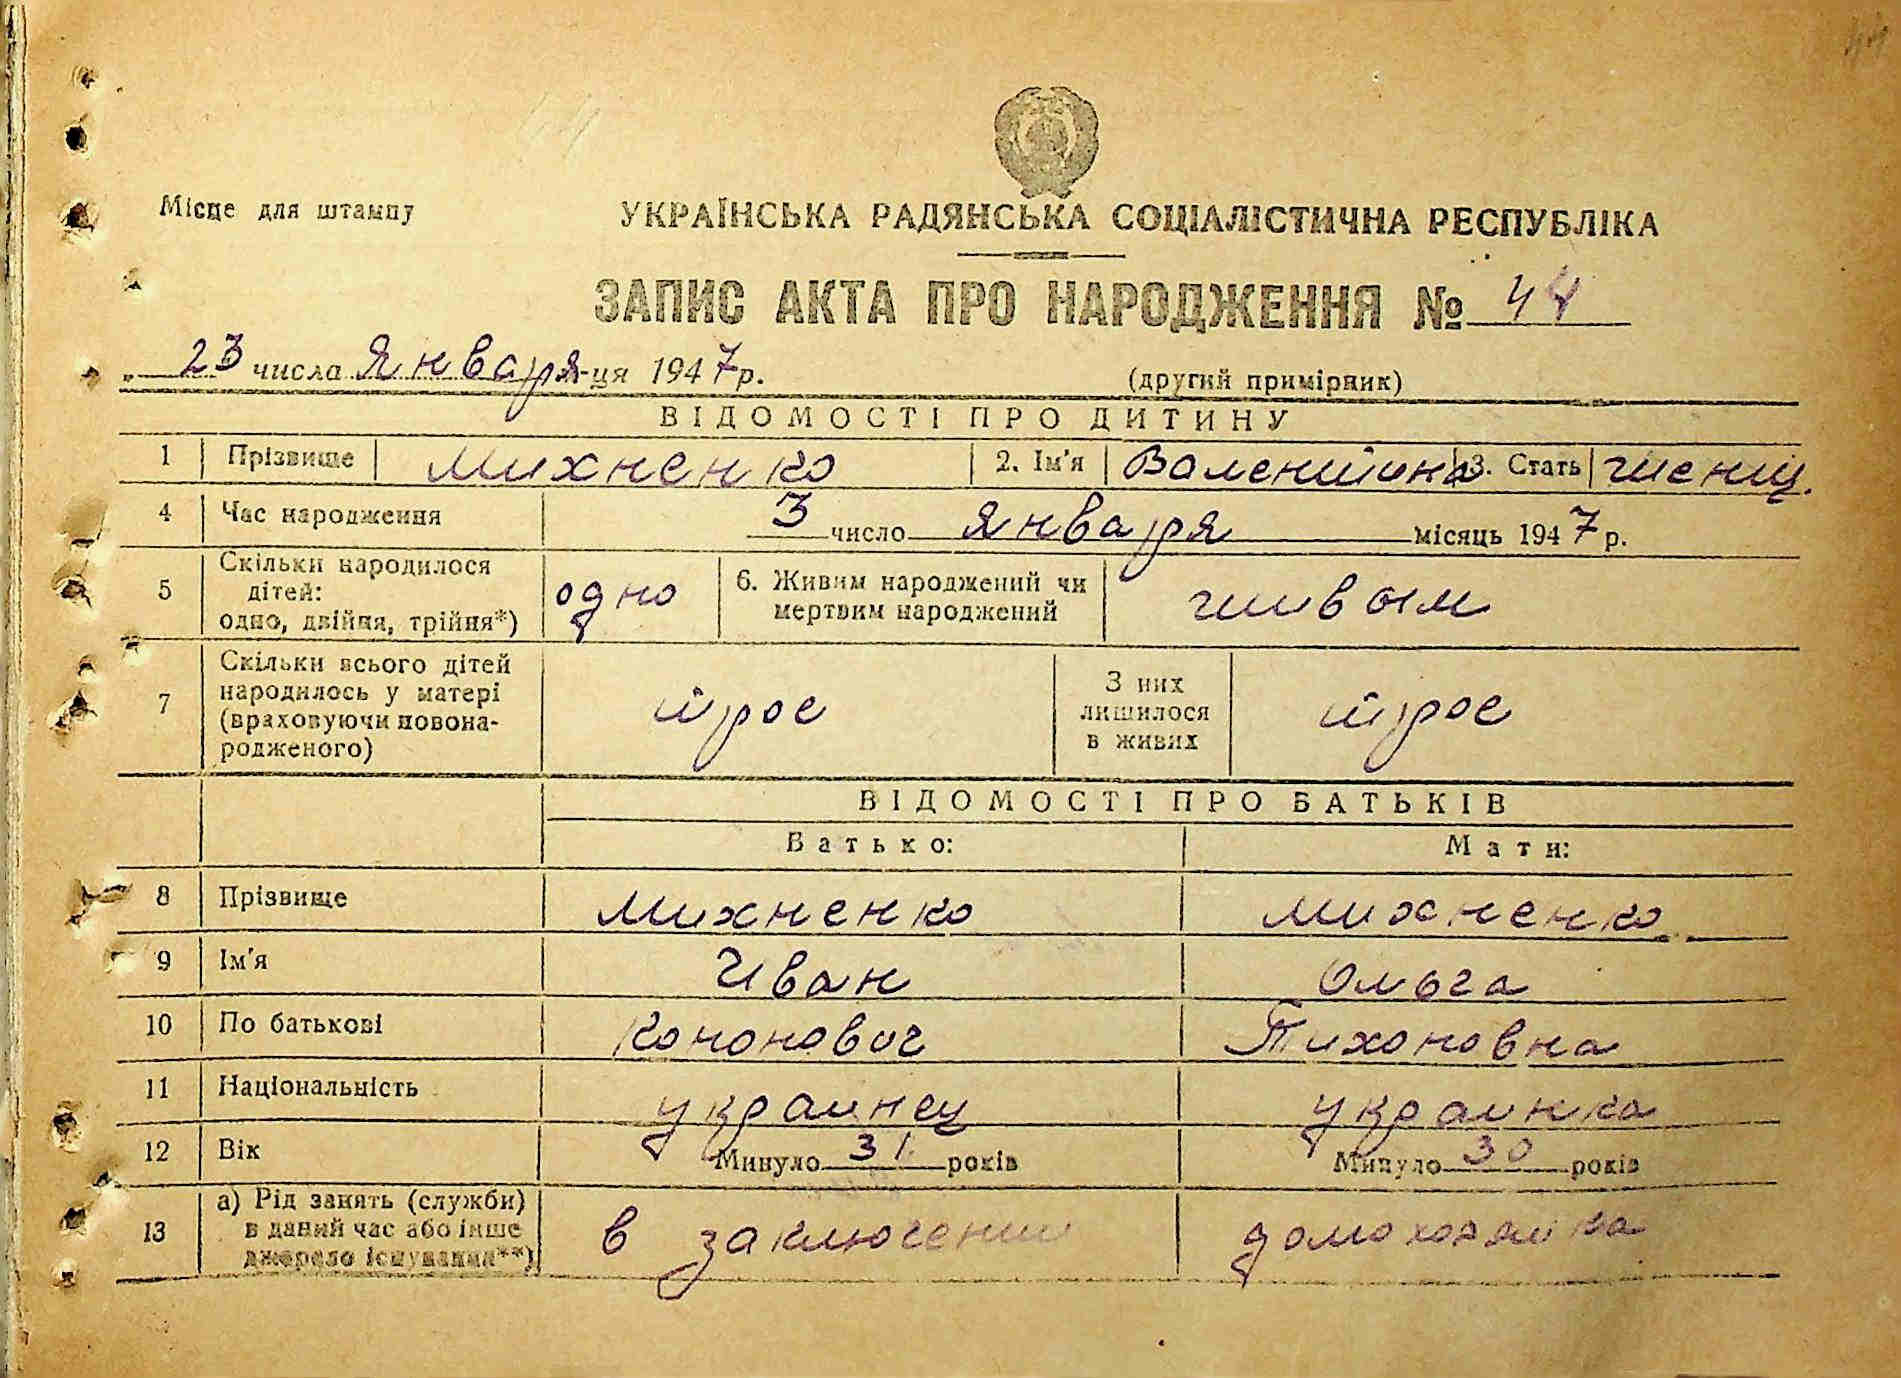 Місце для штампу
УКРАЇНСЬКА РАДЯНСЬКА СОЦІАЛІСТИЧНА РЕСПУБЛІКА
ЗАПИС АКТА ПРО НАРОДЖЕННЯ № 44
„ 23 числа января м-ця 1947 р.
(другий примірник)
ВІДОМОСТІ ПРО ДИТИНУ
1 Прізвище Михненко 2. Ім'я Валентина 3. Стать женщ.
4 Час народження 3 число января місяць 1947 р.
5 Скільки народилося дітей: одно, двійня, трійня*) одно 6. Живим народжений чи мертвим народжений живым
7 Скільки всього дітей народилось у матері (враховуючи новонародженого) трое З них лишилося в живих трое
ВІДОМОСТІ ПРО БАТЬКІВ
Батько: Мати:
8 Прізвище Михненко Михненко
9 Ім'я Иван Ольга
10 По батькові Кононович Тихоновна
11 Національність украинец украинка
12 Вік Минуло 31 років Минуло 30 років
13 а) Рід занять (служби) в даний час або інше джерело існування**) в заключении домохозяйка